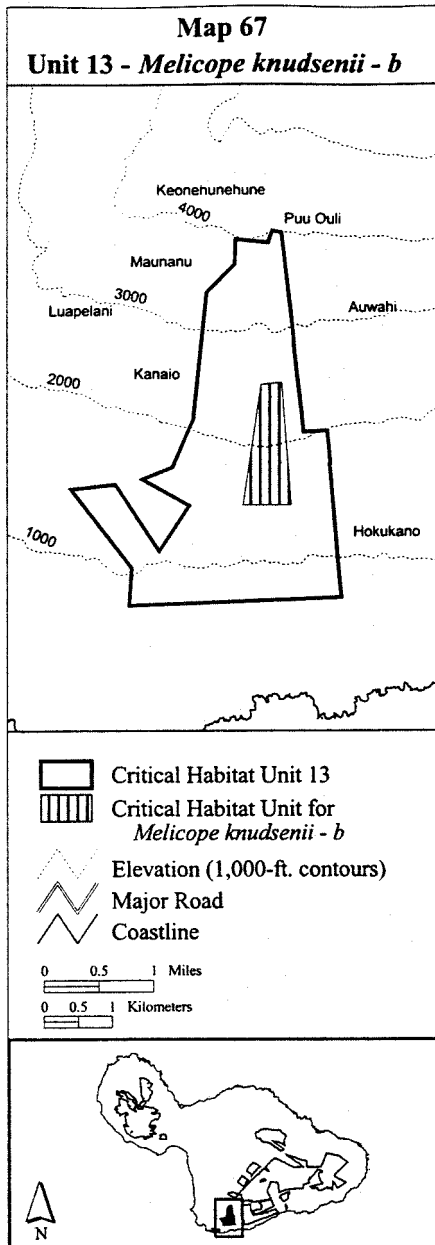 Map 67
Unit 13 - Melicope knudsenii - b
Keonehunehune
4000
Puu Ouli
Maunanu
3000
Luapelani
Auwahi
Kanaio
2000
1000
Hokukano
Critical Habitat Unit 13
Critical Habitat Unit for
Melicope knudsenii - b
Elevation (1,000-ft. contours)
Major Road
Coastline
0 0.5 1 Miles
0 0.5 1 Kilometers
N